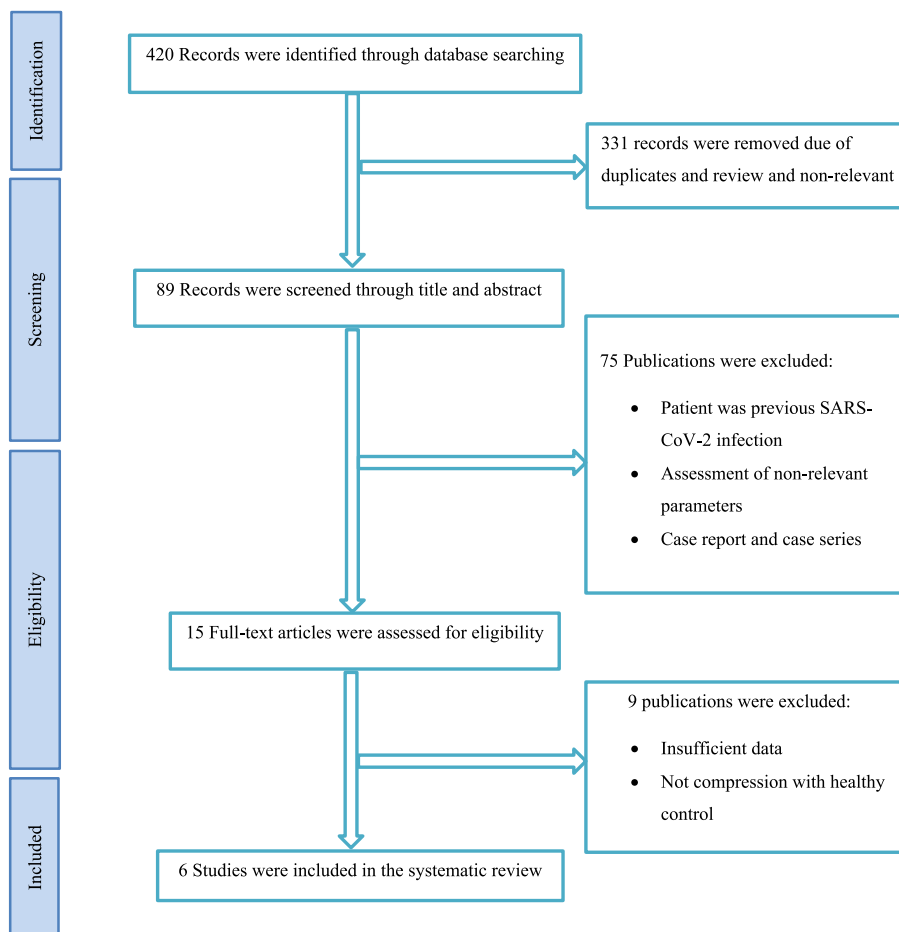 Identification
420 Records were identified through database searching
331 records were removed due of
duplicates and review and non-relevant
Screening
89 Records were screened through title and abstract
75 Publications were excluded:
• Patient was previous SARS-
CoV-2 infection
• Assessment of non-relevant
parameters
• Case report and case series
Eligibility
15 Full-text articles were assessed for eligibility
9 publications were excluded:
• Insufficient data
• Not compression with healthy
control
Included
6 Studies were included in the systematic review